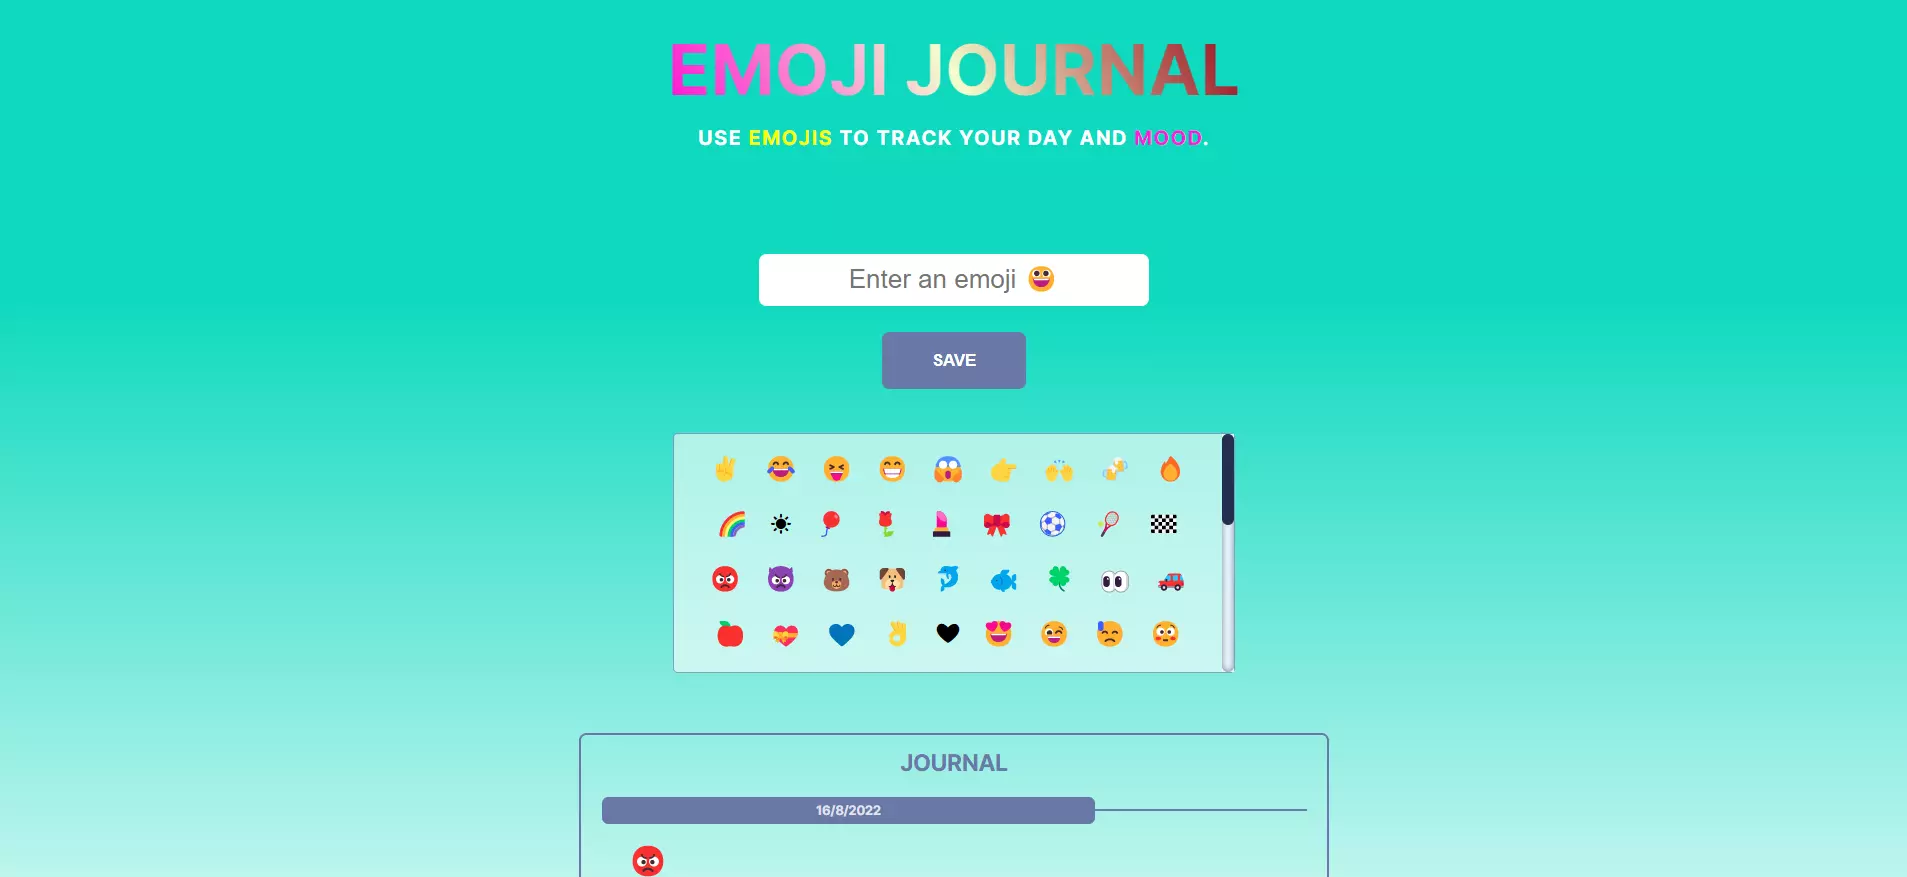 EMOJI JOURNAL
USE EMOJIS TO TRACK YOUR DAY AND MOOD.
Enter an emoji 😀
SAVE
JOURNAL
16/8/2022